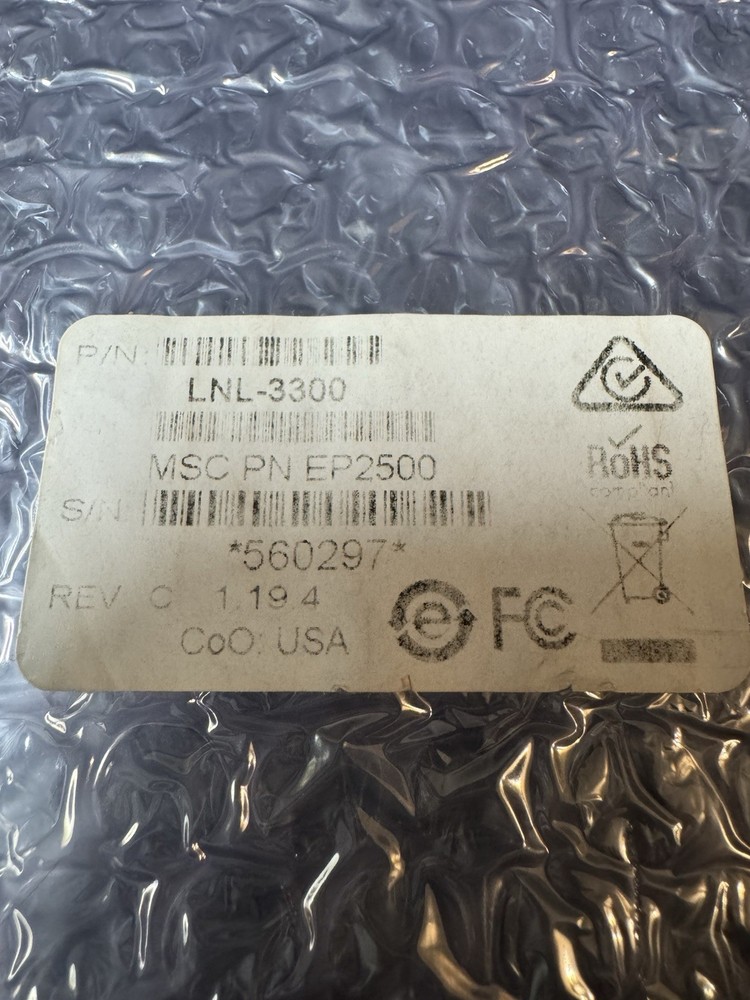 P/N:
LNL-3300
MSC PN EP2500
S/N
*560297*
REV C 1.19.4
CoO: USA
e FC
RoHS
compliant